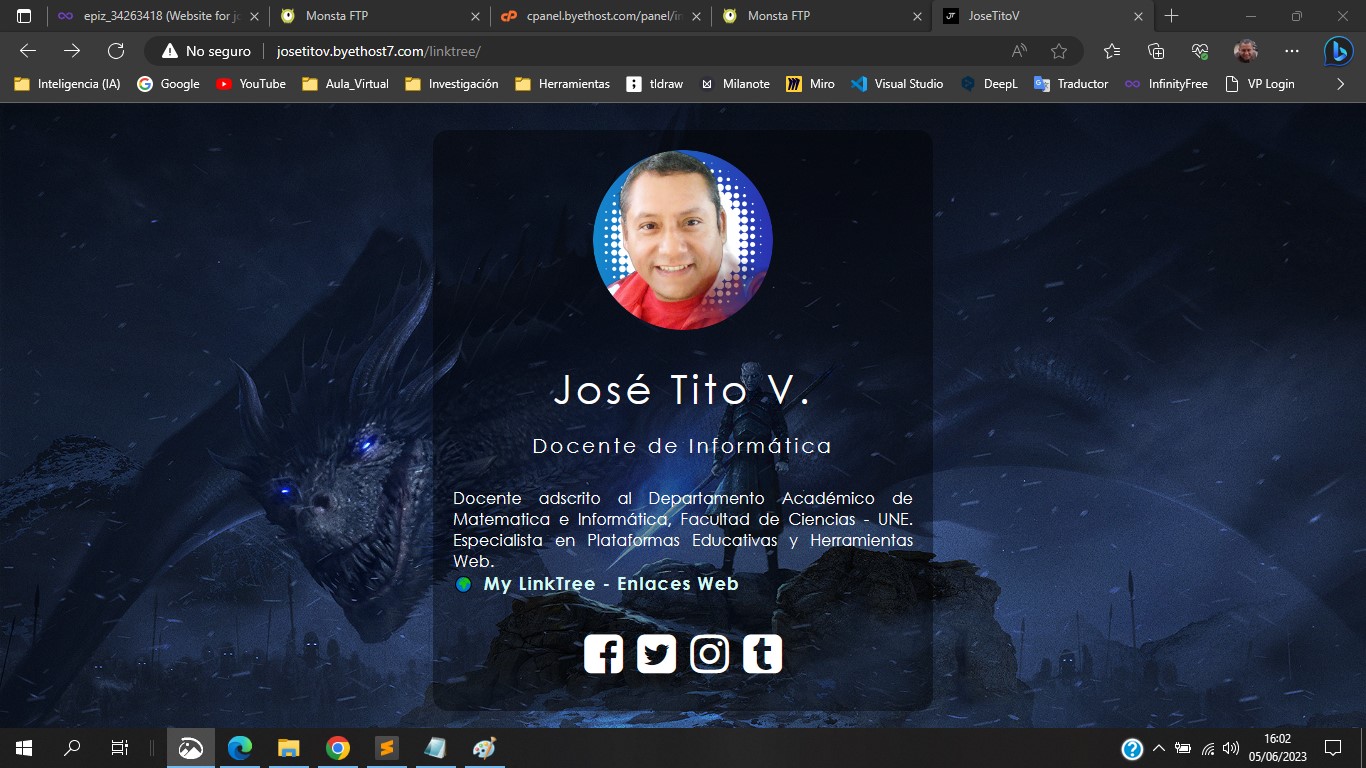 epiz_34263418 (Website for jo
Monsta FTP
cpanel.byethost.com/panel/in
Monsta FTP
JT
JoseTitoV
No seguro
josetitov.byethost7.com/linktree/
Inteligencia (IA)
Google
YouTube
Aula_Virtual
Investigación
Herramientas
tldraw
Milanote
Miro
Visual Studio
DeepL
Traductor
InfinityFree
VP Login
José Tito V.
Docente de Informática
Docente adscrito al Departamento Académico de
Matematica e Informática, Facultad de Ciencias - UNE.
Especialista en Plataformas Educativas y Herramientas
Web.
My LinkTree - Enlaces Web
16:02
05/06/2023